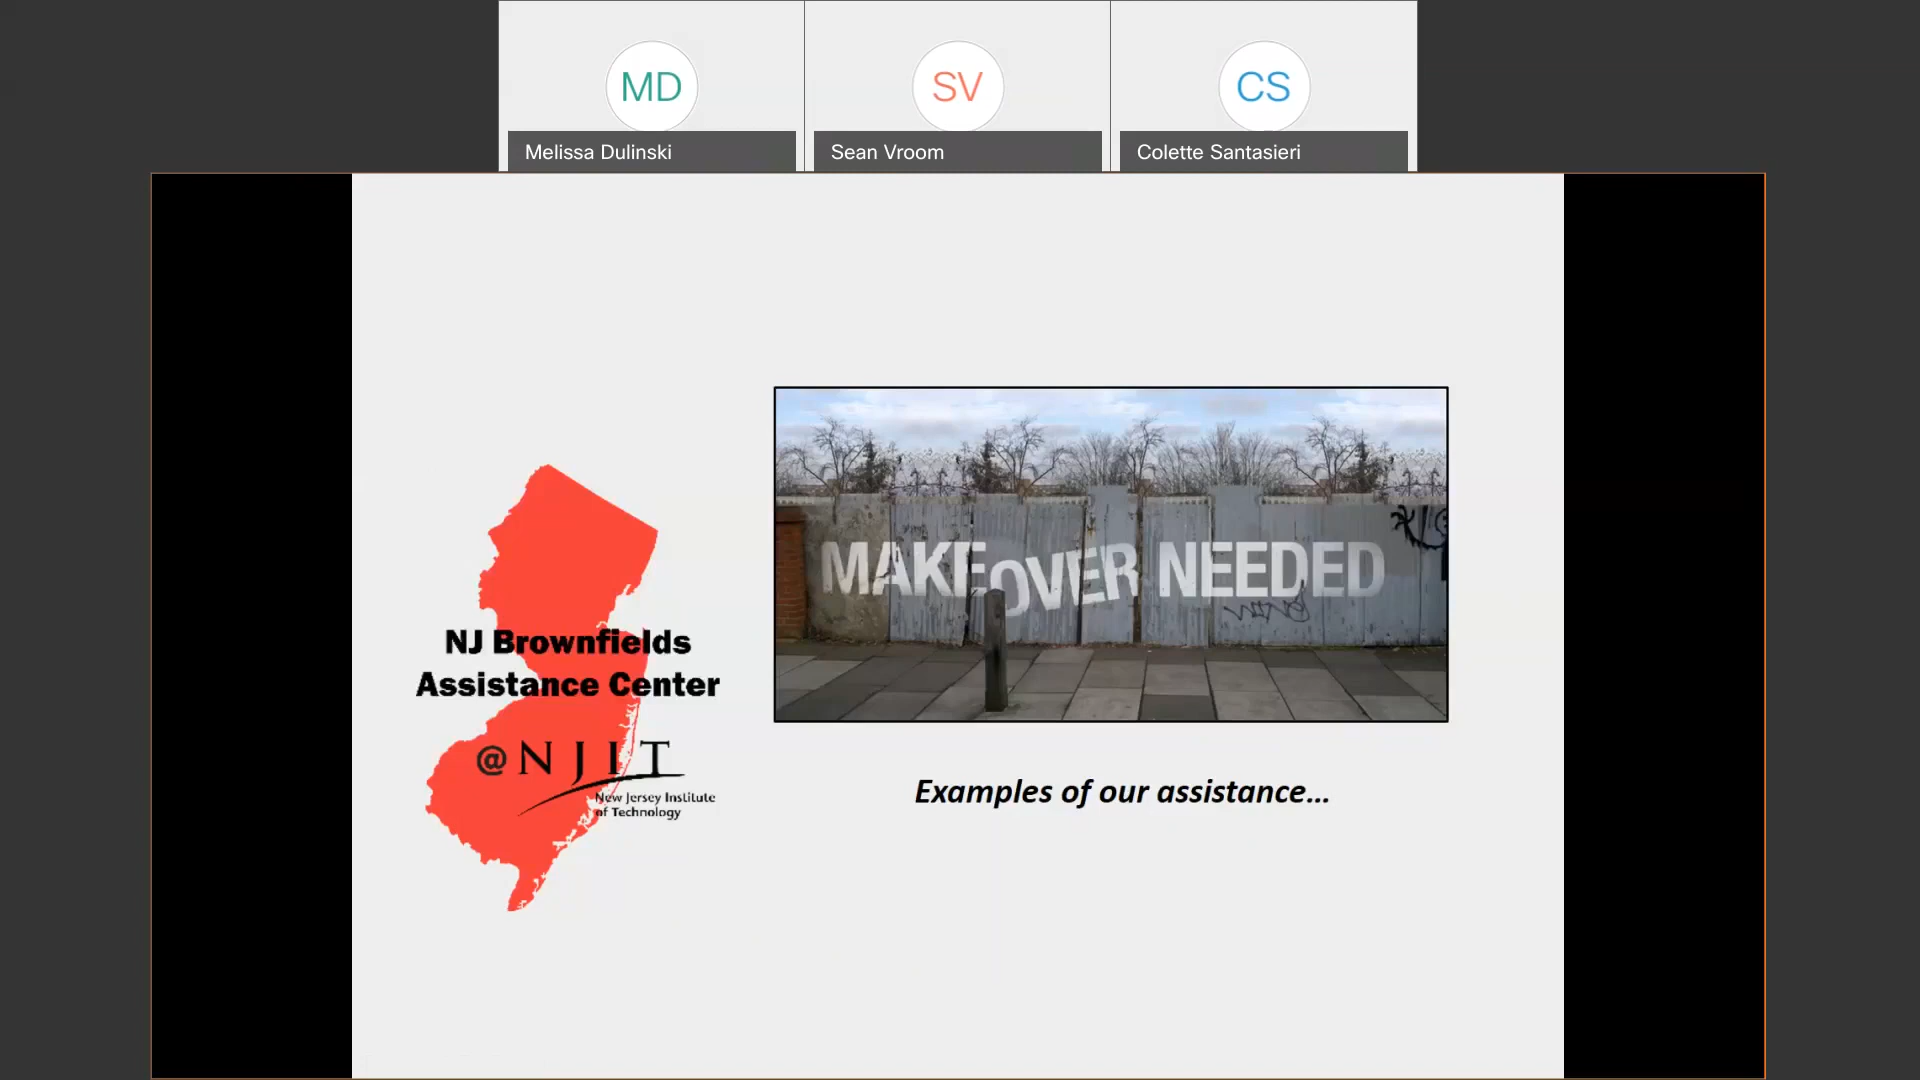 MD
SV
CS
Melissa Dulinski
Sean Vroom
Colette Santasieri
MAKEOVER NEEDED
NJ Brownfields
Assistance Center
@NJIT
New Jersey Institute
of Technology
Examples of our assistance...